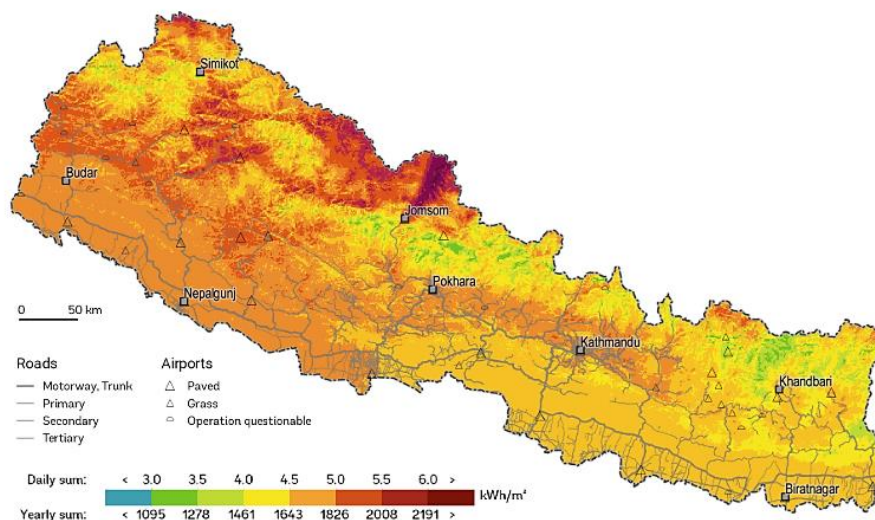 Simikot
Budar
Jomsom
Nepalgunj
Pokhara
Kathmandu
Khandbari
Biratnagar
0 50 km
Roads
Motorway, Trunk
Primary
Secondary
Tertiary
Airports
Paved
Grass
Operation questionable
Daily sum: < 3.0 3.5 4.0 4.5 5.0 5.5 6.0 >
kWh/m²
Yearly sum: < 1095 1278 1461 1643 1826 2008 2191 >